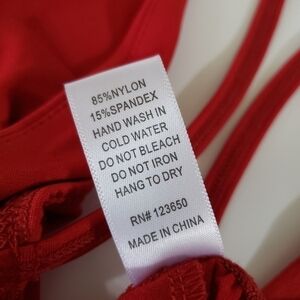 85%NYLON
15%SPANDEX
HAND WASH IN
COLD WATER
DO NOT BLEACH
DO NOT IRON
HANG TO DRY
RN# 123650
MADE IN CHINA